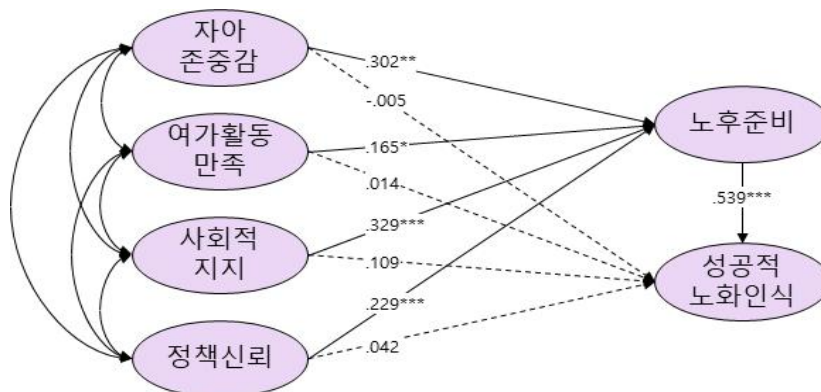 자아
존중감
.302**
-.005
여가활동
만족
.165*
.014
사회적
지지
.329***
.109
정책신뢰
.229***
.042
노후준비
.539***
성공적
노화인식